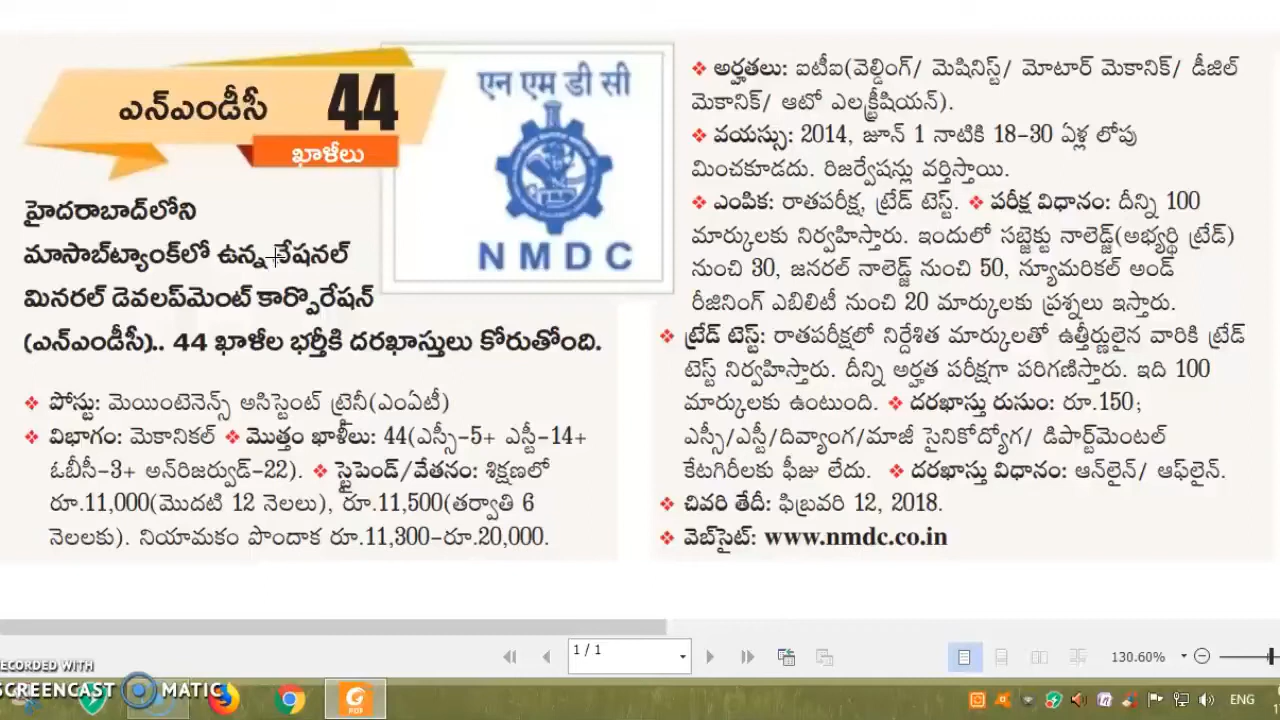 ఎన్ఎండీసీ 44
ఖాళీలు
एन एम डी सी
NMDC
హైదరాబాద్‌లోని
మాసాబ్‌ట్యాంక్‌లో ఉన్న నేషనల్
మినరల్ డెవలప్‌మెంట్ కార్పొరేషన్
(ఎన్ఎండీసీ).. 44 ఖాళీల భర్తీకి దరఖాస్తులు కోరుతోంది.
❖ పోస్టు: మెయింటెనెన్స్ అసిస్టెంట్ ట్రైనీ(ఎంఏటీ)
❖ విభాగం: మెకానికల్ ❖ మొత్తం ఖాళీలు: 44(ఎస్సీ-5+ ఎస్టీ-14+
ఓబీసీ-3+ అన్‌రిజర్వుడ్-22). ❖ స్టైపెండ్/వేతనం: శిక్షణలో
రూ.11,000(మొదటి 12 నెలలు), రూ.11,500(తర్వాతి 6
నెలలకు). నియామకం పొందాక రూ.11,300-రూ.20,000.
❖ అర్హతలు: ఐటీఐ(వెల్డింగ్/ మెషినిస్ట్/ మోటార్ మెకానిక్/ డీజిల్
మెకానిక్/ ఆటో ఎలక్ట్రీషియన్).
❖ వయస్సు: 2014, జూన్ 1 నాటికి 18-30 ఏళ్ల లోపు
మించకూడదు. రిజర్వేషన్లు వర్తిస్తాయి.
❖ ఎంపిక: రాతపరీక్ష, ట్రేడ్ టెస్ట్. ❖ పరీక్ష విధానం: దీన్ని 100
మార్కులకు నిర్వహిస్తారు. ఇందులో సబ్జెక్టు నాలెడ్జ్(అభ్యర్థి ట్రేడ్)
నుంచి 30, జనరల్ నాలెడ్జ్ నుంచి 50, న్యూమరికల్ అండ్
రీజినింగ్ ఎబిలిటీ నుంచి 20 మార్కులకు ప్రశ్నలు ఇస్తారు.
❖ ట్రేడ్ టెస్ట్: రాతపరీక్షలో నిర్దేశిత మార్కులతో ఉత్తీర్ణులైన వారికి ట్రేడ్
టెస్ట్ నిర్వహిస్తారు. దీన్ని అర్హత పరీక్షగా పరిగణిస్తారు. ఇది 100
మార్కులకు ఉంటుంది. ❖ దరఖాస్తు రుసుం: రూ.150;
ఎస్సీ/ఎస్టీ/దివ్యాంగ/మాజీ సైనికోద్యోగ/ డిపార్ట్‌మెంటల్
కేటగిరీలకు ఫీజు లేదు. ❖ దరఖాస్తు విధానం: ఆన్‌లైన్/ ఆఫ్‌లైన్.
❖ చివరి తేదీ: ఫిబ్రవరి 12, 2018.
❖ వెబ్‌సైట్: www.nmdc.co.in
1 / 1
130.60%
RECORDED WITH
SCREENCAST MATIC
PDF
ENG